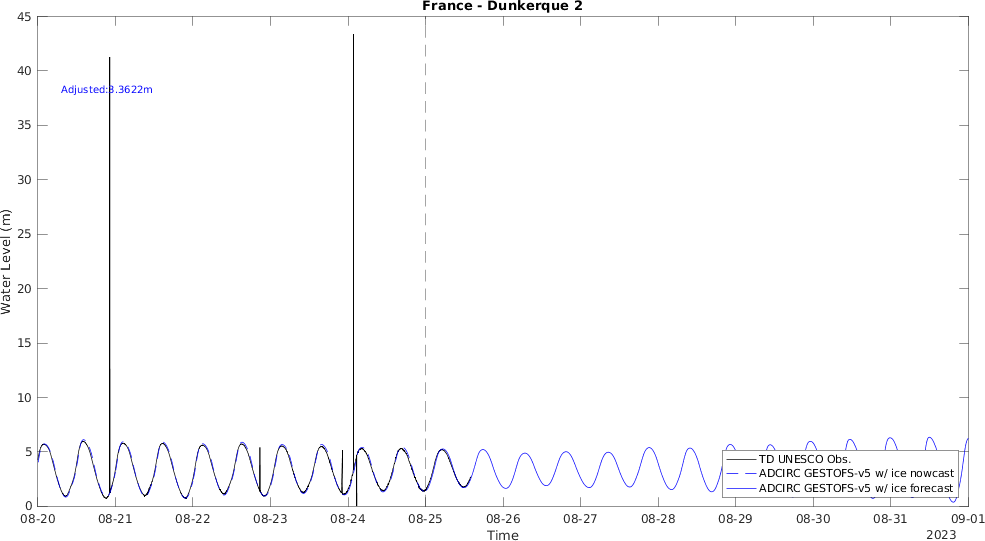 France - Dunkerque 2
45
40
35
30
25
20
15
10
5
0
Water Level (m)
Adjusted:3.3622m
TD UNESCO Obs.
ADCIRC GESTOFS-v5 w/ ice nowcast
ADCIRC GESTOFS-v5 w/ ice forecast
08-20 08-21 08-22 08-23 08-24 08-25 08-26 08-27 08-28 08-29 08-30 08-31 09-01
Time
2023